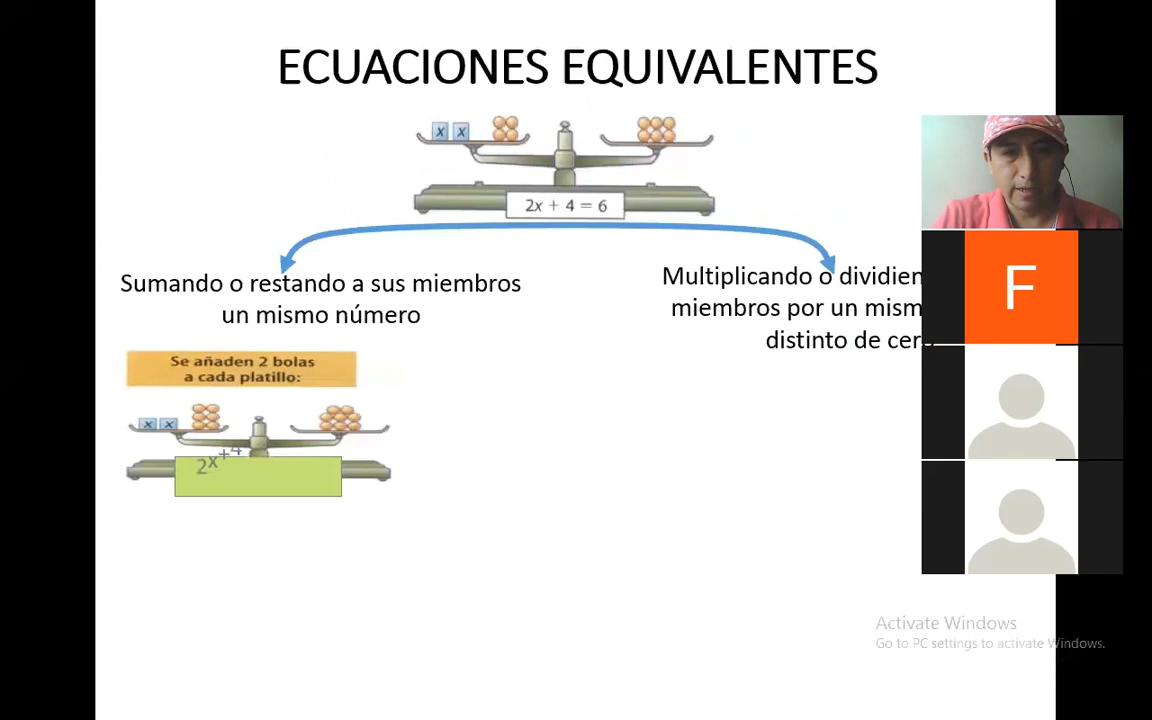 ECUACIONES EQUIVALENTES
x x
2x + 4 = 6
Sumando o restando a sus miembros
un mismo número
Multiplicando o dividien
miembros por un mism
distinto de cero
Se añaden 2 bolas
a cada platillo:
x x
2x+4
F
Activate Windows
Go to PC settings to activate Windows.